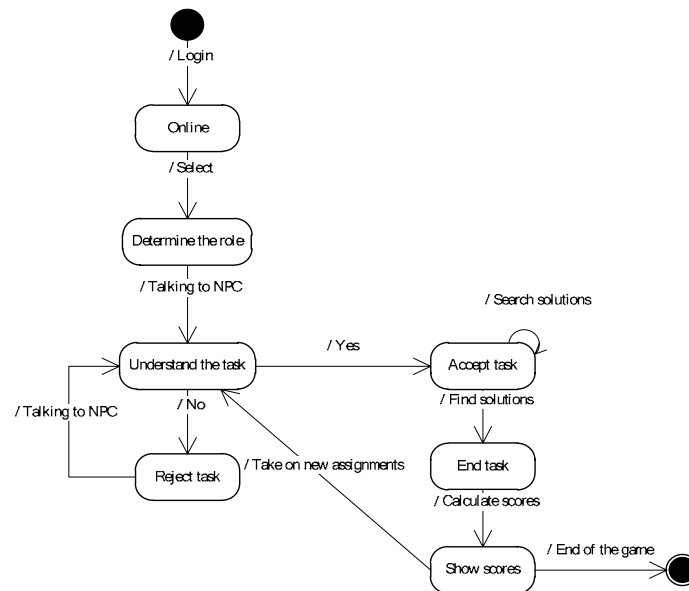 / Login
Online
/ Select
Determine the role
/ Talking to NPC
/ Search solutions
/ Yes
Understand the task
Accept task
/ No
/ Find solutions
/ Talking to NPC
/ Take on new assignments
End task
Reject task
/ Calculate scores
/ End of the game
Show scores